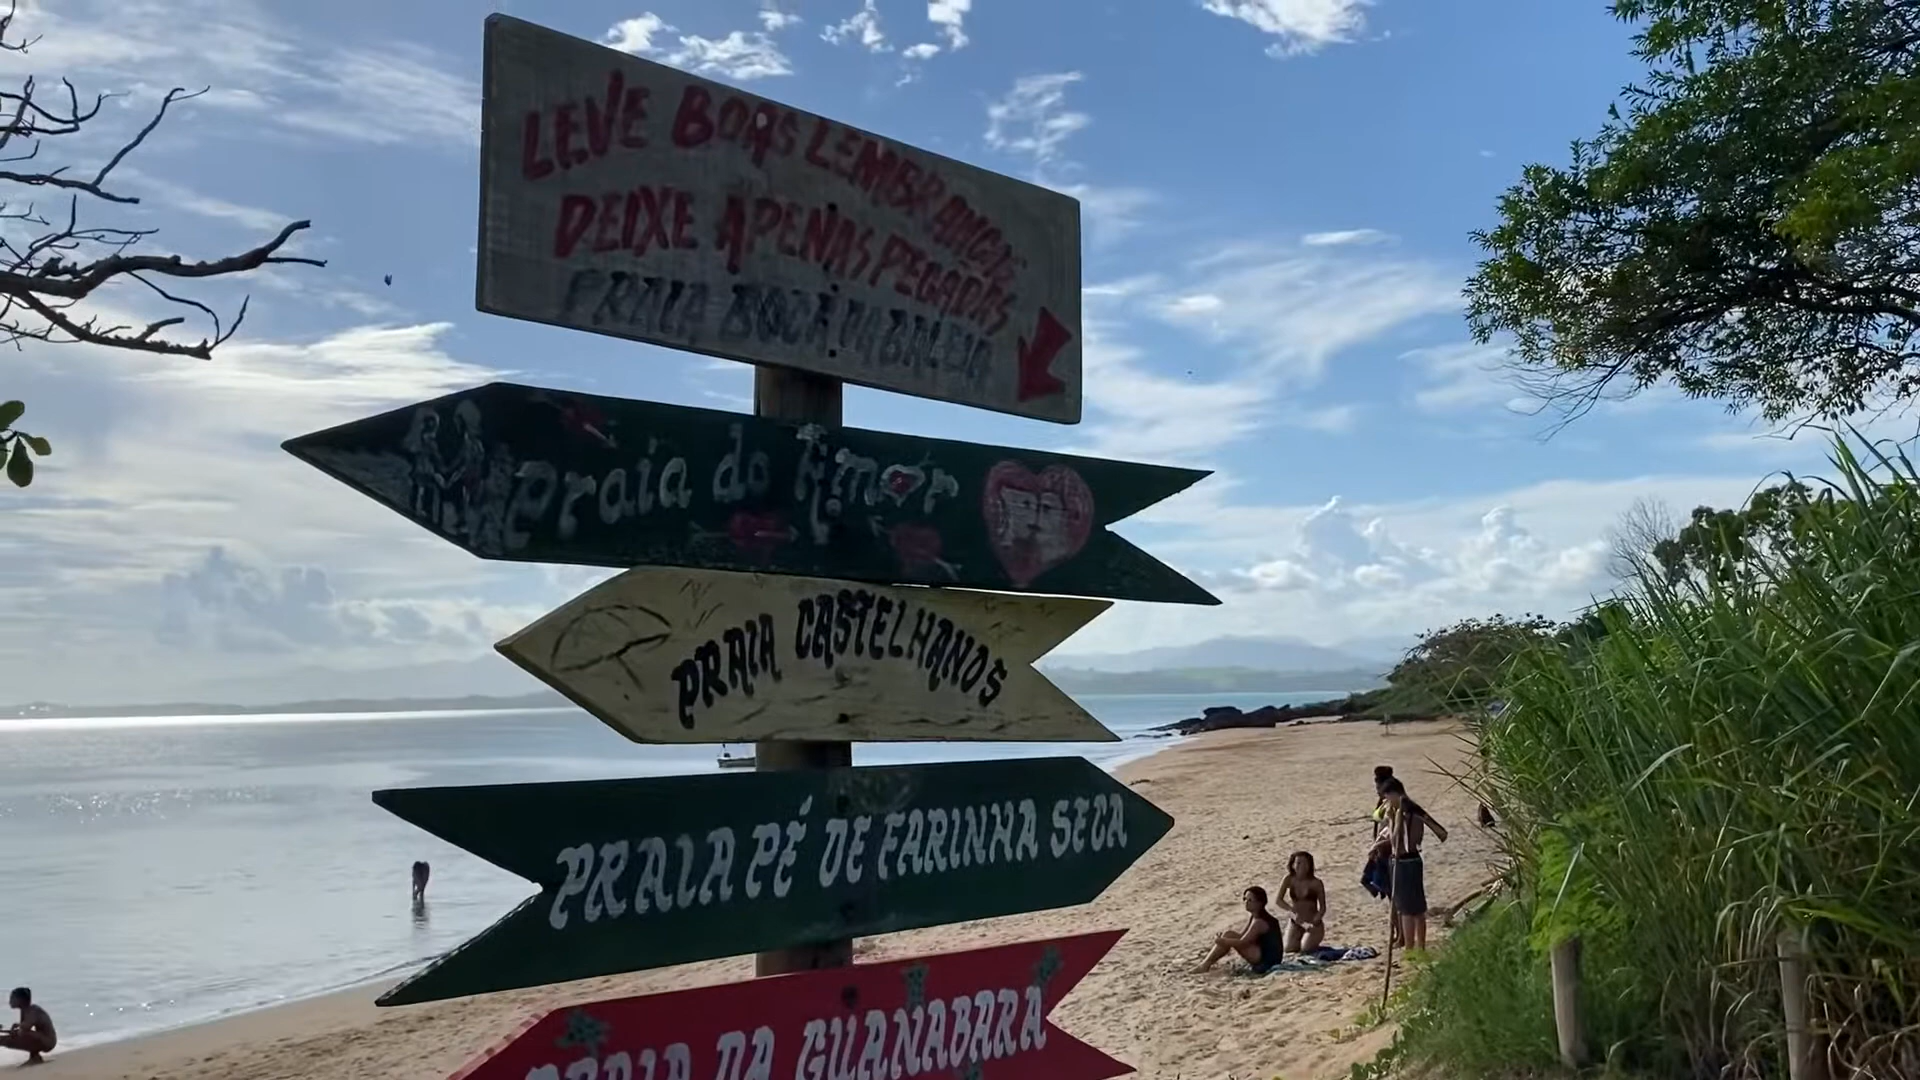 LEVE BOAS LEMBRANÇAS
DEIXE APENAS PEGADAS
PRAIA BOCA DA BALEIA
Praia do Amor
PRAIA CASTELHANOS
PRAIA PÉ DE FARINHA SECA
PRAIA DA GUANABARA